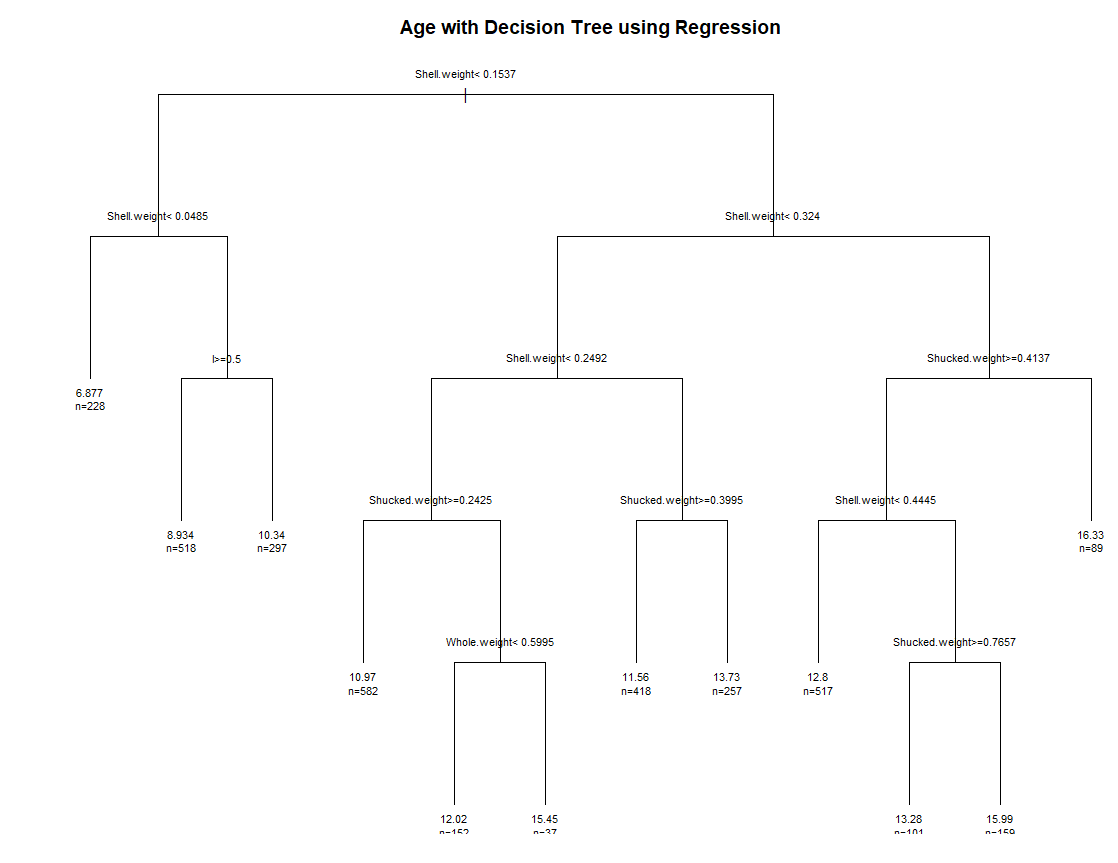 Age with Decision Tree using Regression
Shell.weight< 0.1537
Shell.weight< 0.0485
Shell.weight< 0.324
I>=0.5
Shell.weight< 0.2492
Shucked.weight>=0.4137
6.877
n=228
Shucked.weight>=0.2425
Shucked.weight>=0.3995
Shell.weight< 0.4445
8.934
n=518
10.34
n=297
16.33
n=89
Whole.weight< 0.5995
Shucked.weight>=0.7657
10.97
n=582
11.56
n=418
13.73
n=257
12.8
n=517
12.02
n=152
15.45
n=37
13.28
n=101
15.99
n=159